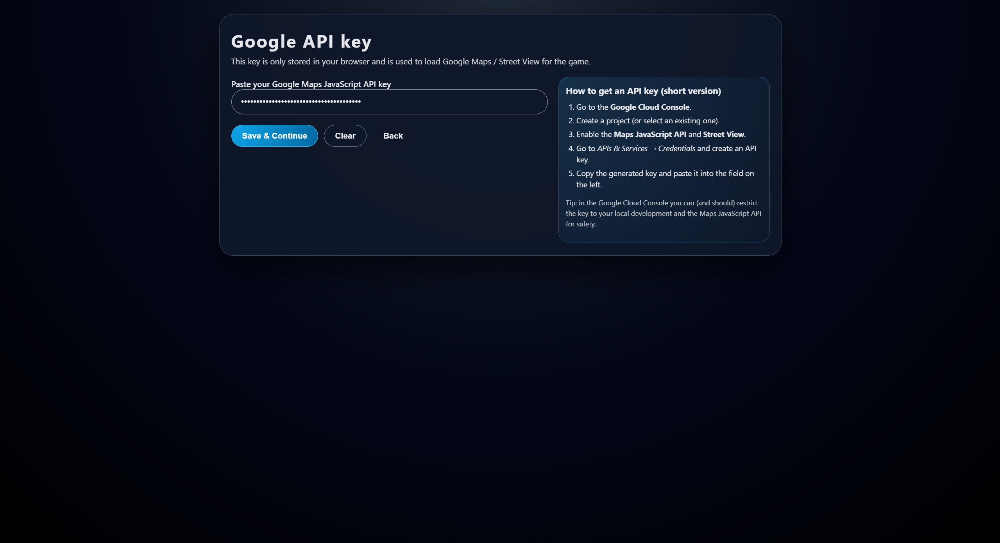 Google API key
This key is only stored in your browser and is used to load Google Maps / Street View for the game.
Paste your Google Maps JavaScript API key
•••••••••••••••••••••••••••••••••••••••
Save & Continue
Clear
Back
How to get an API key (short version)
1. Go to the Google Cloud Console.
2. Create a project (or select an existing one).
3. Enable the Maps JavaScript API and Street View.
4. Go to APIs & Services → Credentials and create an API
key.
5. Copy the generated key and paste it into the field on
the left.
Tip: in the Google Cloud Console you can (and should) restrict
the key to your local development and the Maps JavaScript API
for safety.